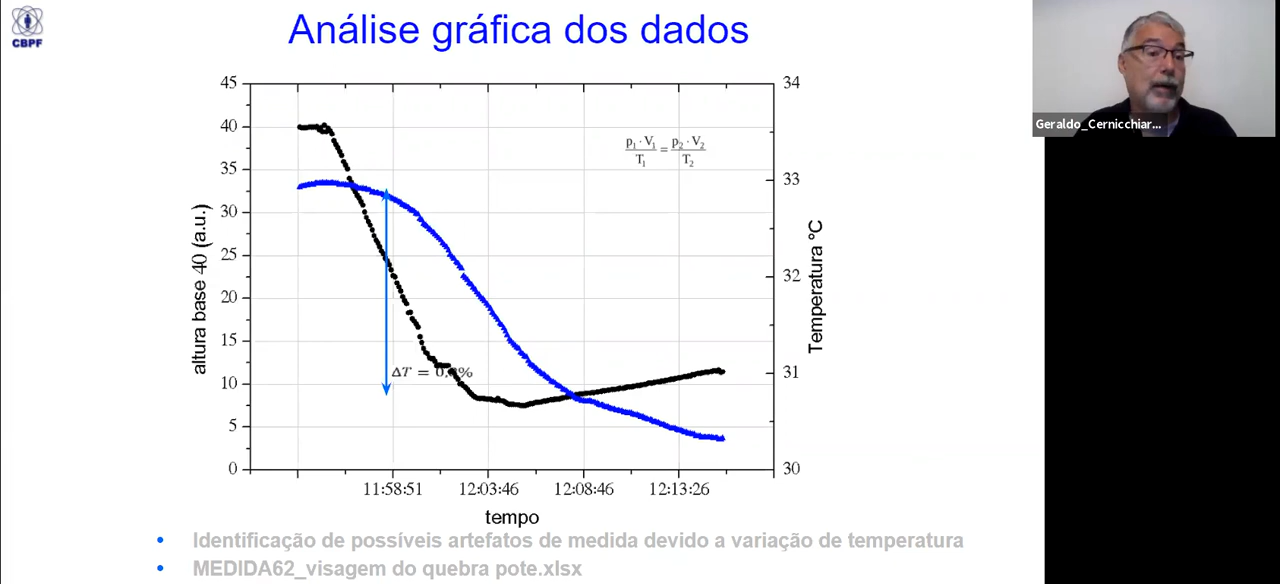 CBPF
Análise gráfica dos dados
Geraldo_Cernicchiar...
45
40
35
30
25
20
15
10
5
0
34
33
32
31
30
p₁ · V₁ / T₁ = p₂ · V₂ / T₂
altura base 40 (a.u.)
Temperatura ºC
11:58:51 12:03:46 12:08:46 12:13:26
tempo
• Identificação de possíveis artefatos de medida devido a variação de temperatura
• MEDIDA62_visagem do quebra pote.xlsx